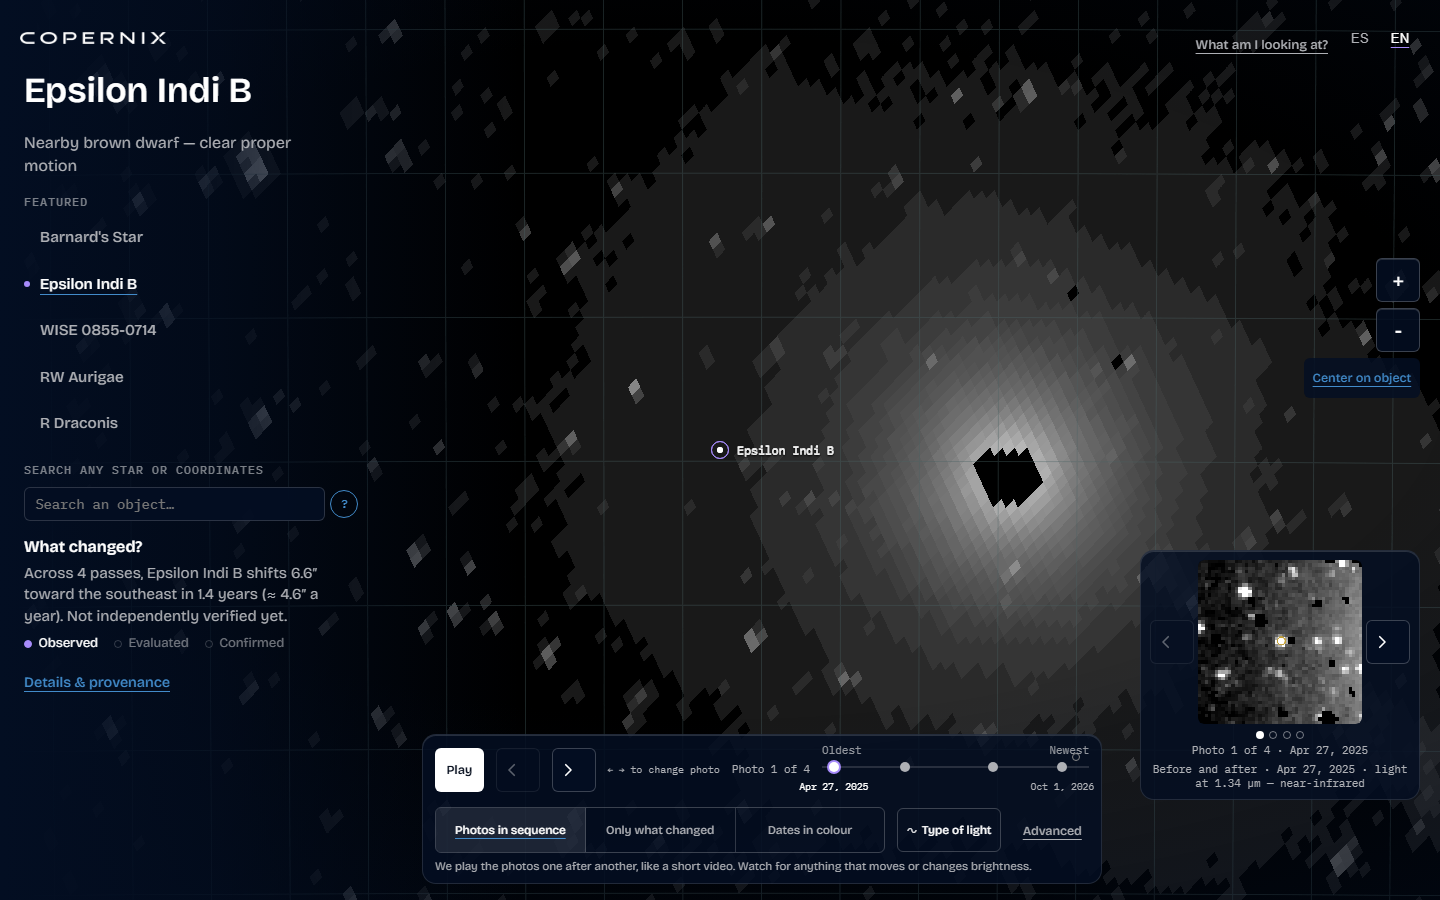 COPERNIX
What am I looking at?
ES
EN
Epsilon Indi B
Nearby brown dwarf — clear proper
motion
FEATURED
Barnard's Star
Epsilon Indi B
WISE 0855-0714
RW Aurigae
R Draconis
SEARCH ANY STAR OR COORDINATES
Search an object…
?
What changed?
Across 4 passes, Epsilon Indi B shifts 6.6″
toward the southeast in 1.4 years (≈ 4.6″ a
year). Not independently verified yet.
Observed
Evaluated
Confirmed
Details & provenance
Epsilon Indi B
+
-
Center on object
Photo 1 of 4 · Apr 27, 2025
Before and after · Apr 27, 2025 · light
at 1.34 µm — near-infrared
Play
← → to change photo
Photo 1 of 4
Oldest
Newest
Apr 27, 2025
Oct 1, 2026
Photos in sequence
Only what changed
Dates in colour
Type of light
Advanced
We play the photos one after another, like a short video. Watch for anything that moves or changes brightness.